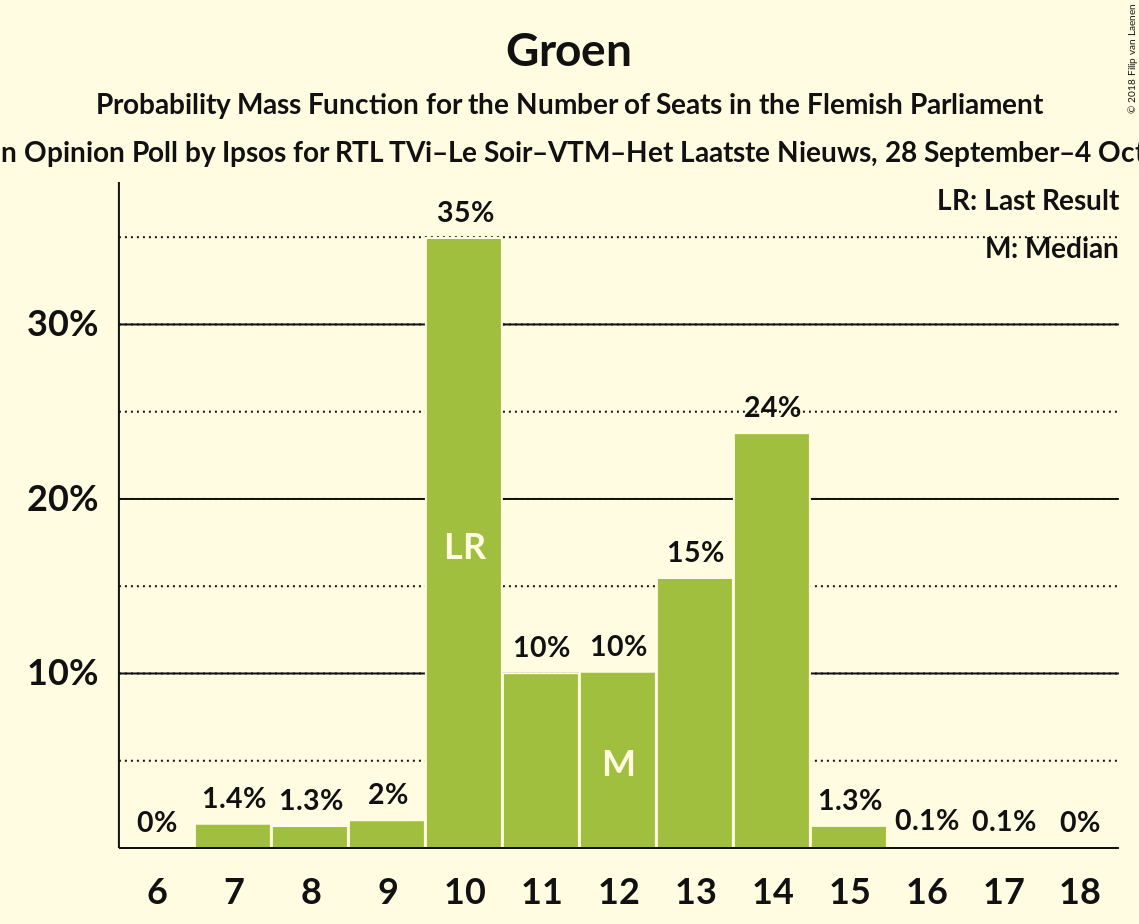 Groen
Probability Mass Function for the Number of Seats in the Flemish Parliament
n Opinion Poll by Ipsos for RTL TVi–Le Soir–VTM–Het Laatste Nieuws, 28 September–4 Oct
© 2018 Filip van Laenen
LR: Last Result
M: Median
35%
30%
24%
20%
15%
LR
10% 10%
10%
M
0% 1.4% 1.3% 2% 1.3% 0.1% 0.1% 0%
6 7 8 9 10 11 12 13 14 15 16 17 18